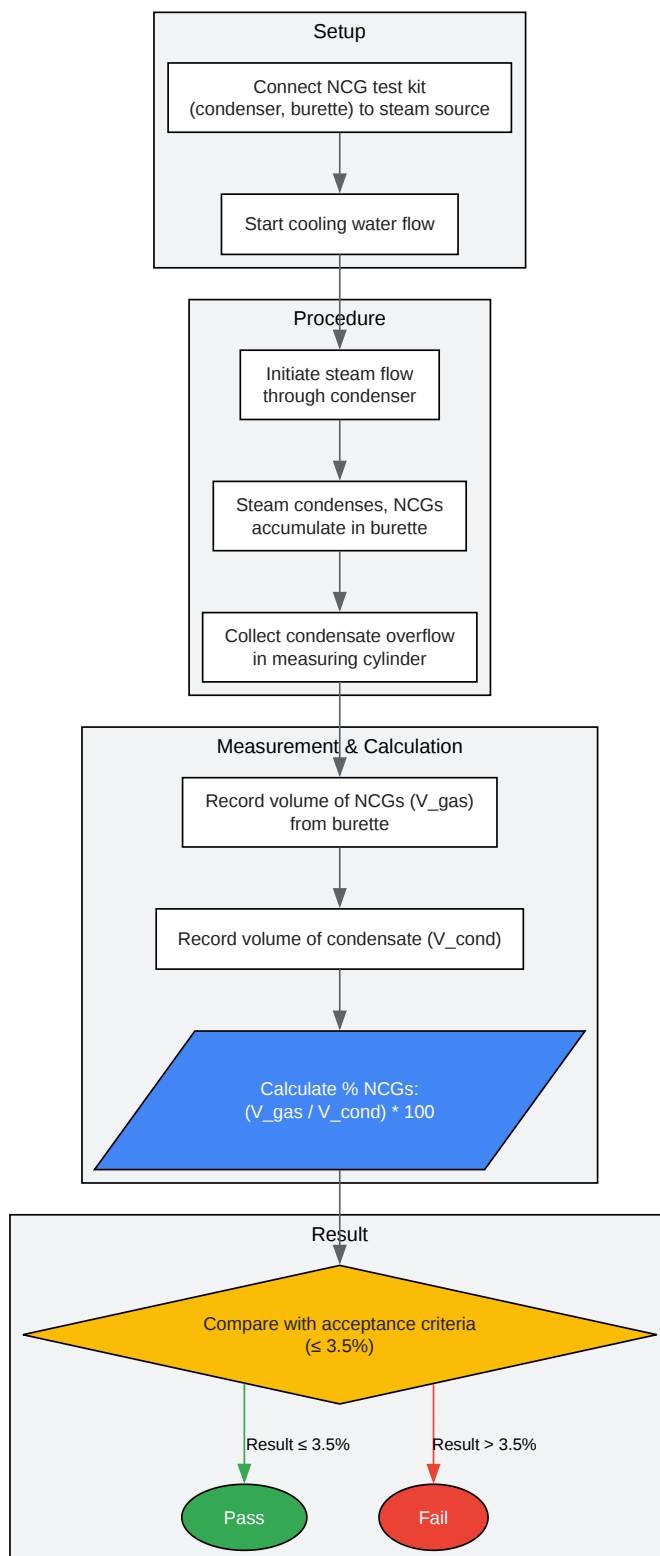 Setup
Connect NCG test kit
(condenser, burette) to steam source
Start cooling water flow
Procedure
Initiate steam flow
through condenser
Steam condenses, NCGs
accumulate in burette
Collect condensate overflow
in measuring cylinder
Measurement & Calculation
Record volume of NCGs (V_gas)
from burette
Record volume of condensate (V_cond)
Calculate % NCGs:
(V_gas / V_cond) * 100
Result
Compare with acceptance criteria
(≤ 3.5%)
Result ≤ 3.5%
Result > 3.5%
Pass
Fail